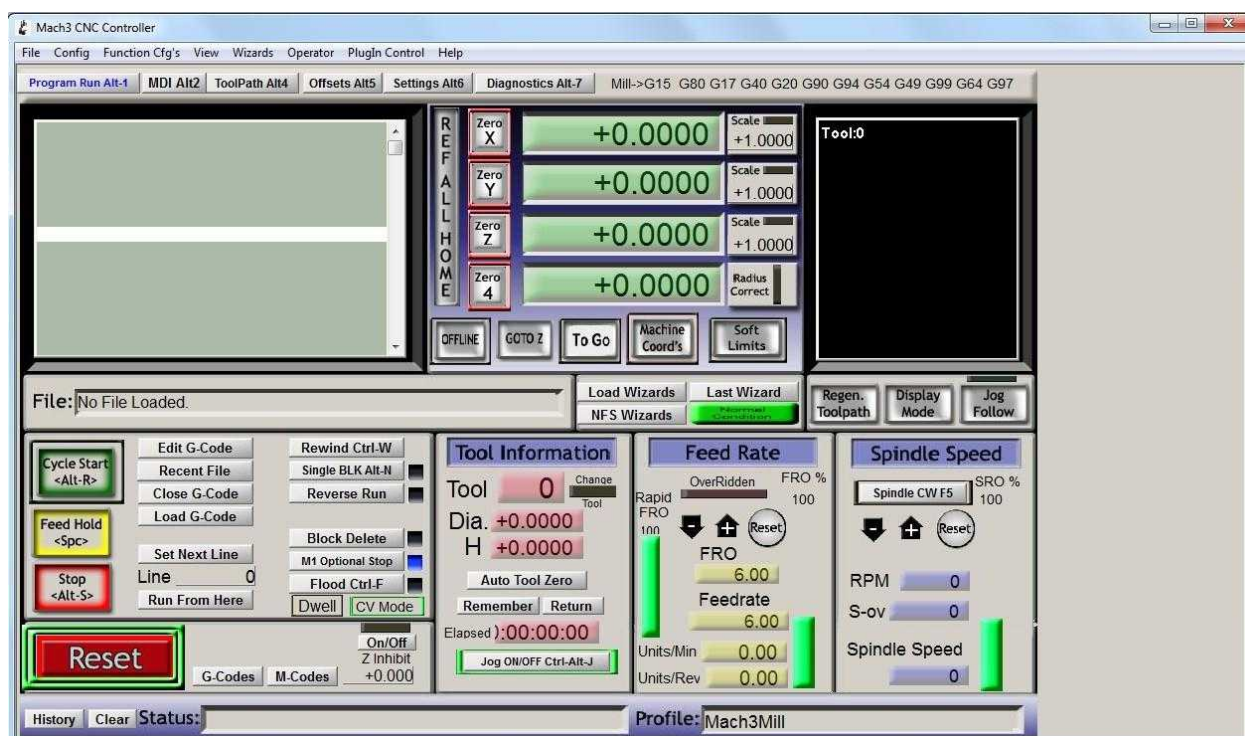 Mach3 CNC Controller
File Config Function Cfg's View Wizards Operator PlugIn Control Help
Program Run Alt-1 MDI Alt2 ToolPath Alt4 Offsets Alt5 Settings Alt6 Diagnostics Alt-7 Mill->G15 G80 G17 G40 G20 G90 G94 G54 G49 G99 G64 G97
REF ALL HOME
Zero X +0.0000 Scale +1.0000
Zero Y +0.0000 Scale +1.0000
Zero Z +0.0000 Scale +1.0000
Zero 4 +0.0000 Radius Correct
OFFLINE GOTO Z To Go Machine Coord's Soft Limits
Tool:0
File: No File Loaded.
Load Wizards Last Wizard
NFS Wizards Normal Condition
Regen. Toolpath Display Mode Jog Follow
Cycle Start <Alt-R>
Feed Hold <Spc>
Stop <Alt-S>
Edit G-Code
Recent File
Close G-Code
Load G-Code
Set Next Line
Line 0
Run From Here
Rewind Ctrl-W
Single BLK Alt-N
Reverse Run
Block Delete
M1 Optional Stop
Flood Ctrl-F
Dwell CV Mode
Reset
G-Codes M-Codes
On/Off
Z Inhibit
+0.000
Tool Information
Tool 0 Change Tool
Dia. +0.0000
H +0.0000
Auto Tool Zero
Remember Return
Elapsed ):00:00:00
Jog ON/OFF Ctrl-Alt-J
Feed Rate
OverRidden FRO %
100
Rapid FRO
100
Reset
FRO
6.00
Feedrate
6.00
Units/Min 0.00
Units/Rev 0.00
Spindle Speed
Spindle CW F5 SRO %
100
Reset
RPM 0
S-ov 0
Spindle Speed
0
History Clear Status: Profile: Mach3Mill